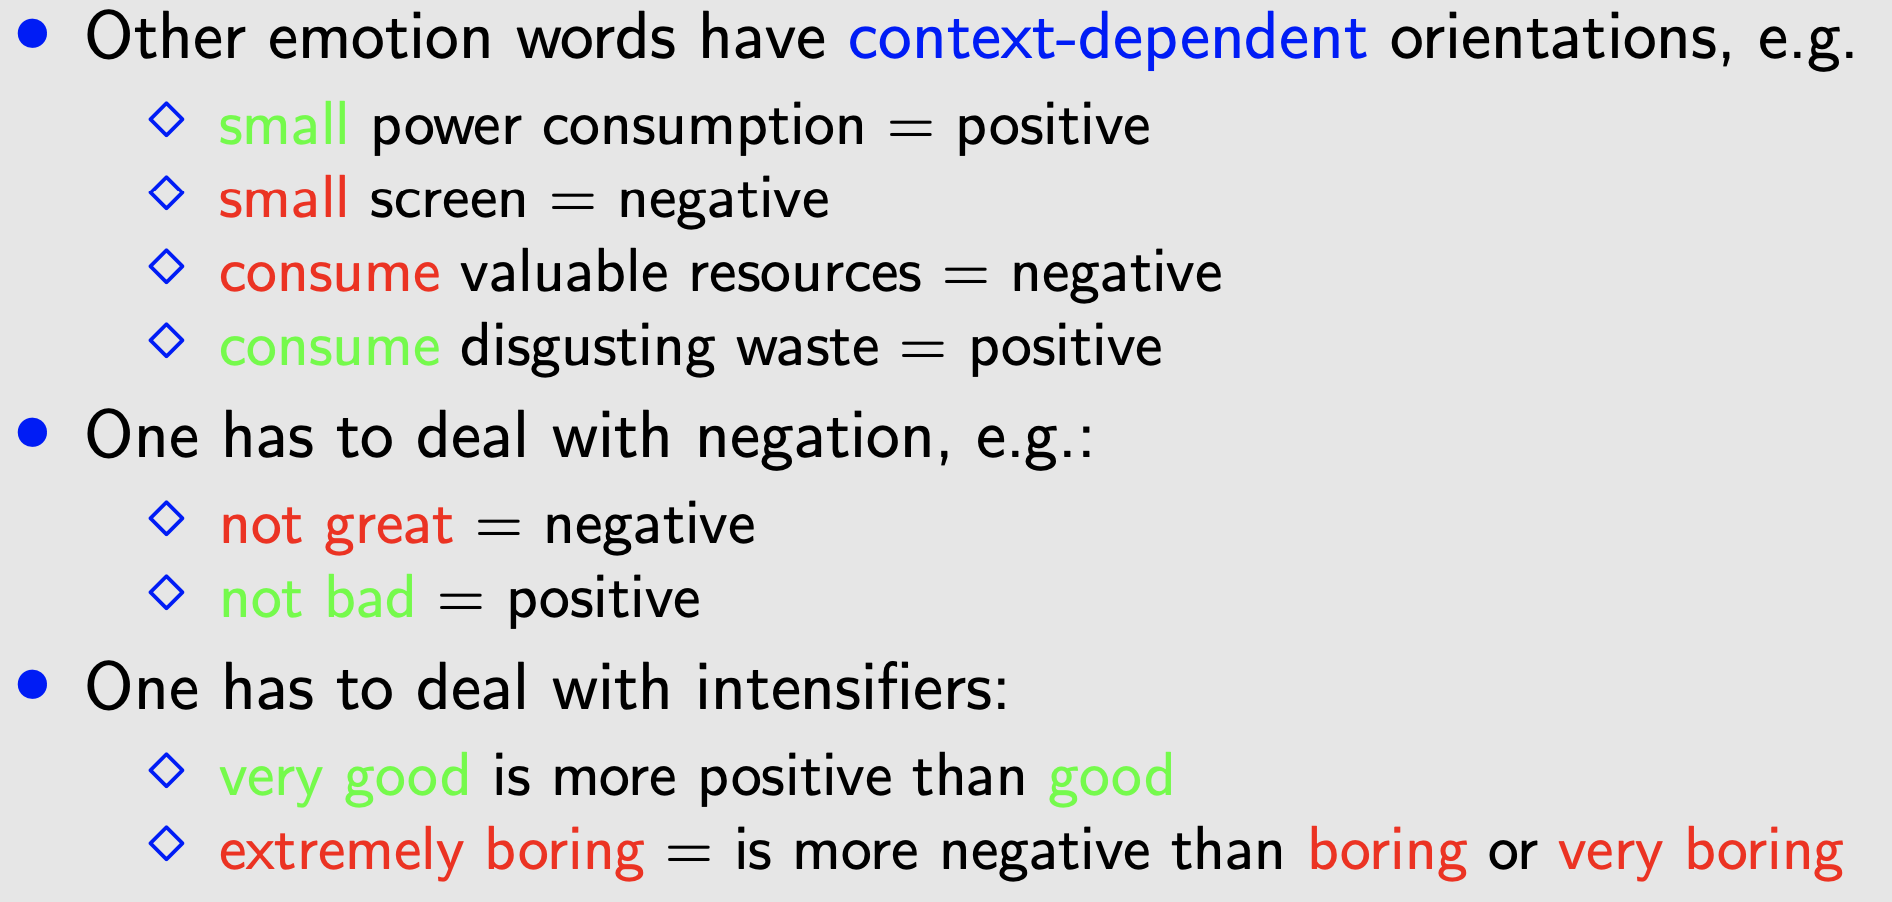 • Other emotion words have context-dependent orientations, e.g.
◇ small power consumption = positive
◇ small screen = negative
◇ consume valuable resources = negative
◇ consume disgusting waste = positive
• One has to deal with negation, e.g.:
◇ not great = negative
◇ not bad = positive
• One has to deal with intensifiers:
◇ very good is more positive than good
◇ extremely boring = is more negative than boring or very boring